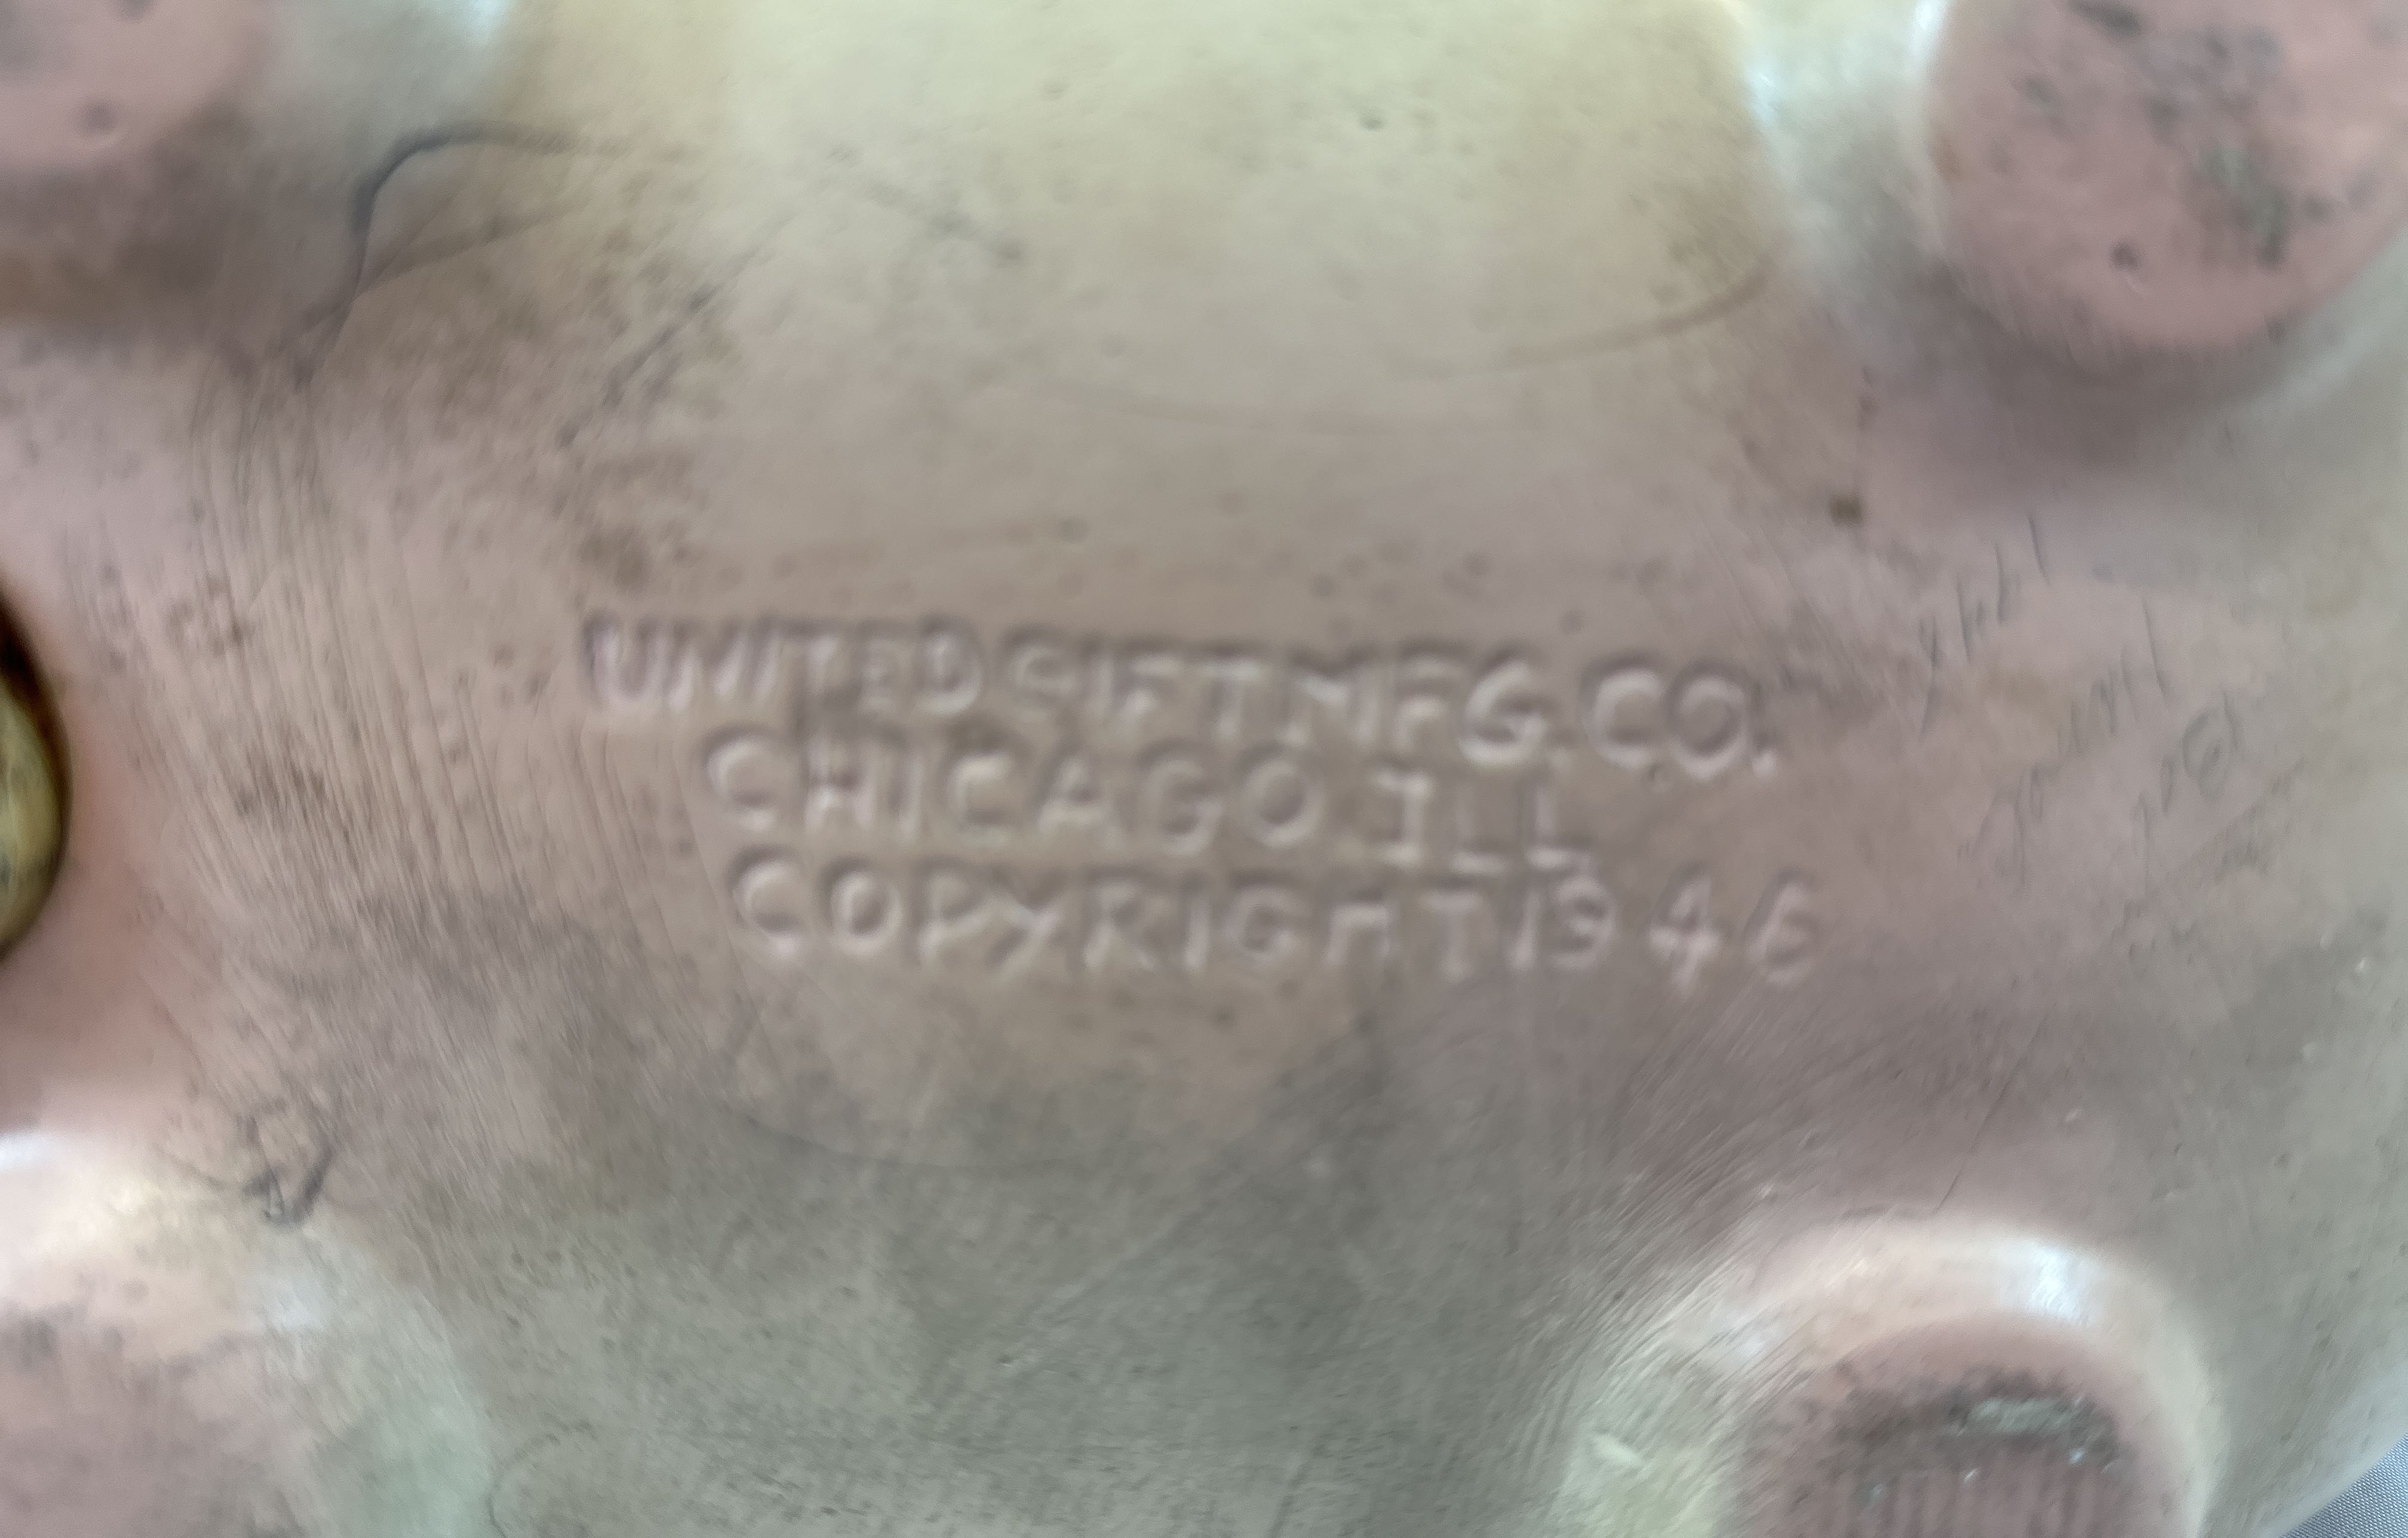 UNITED GIFT MFG. CO.
CHICAGO ILL
COPYRIGHT 1946